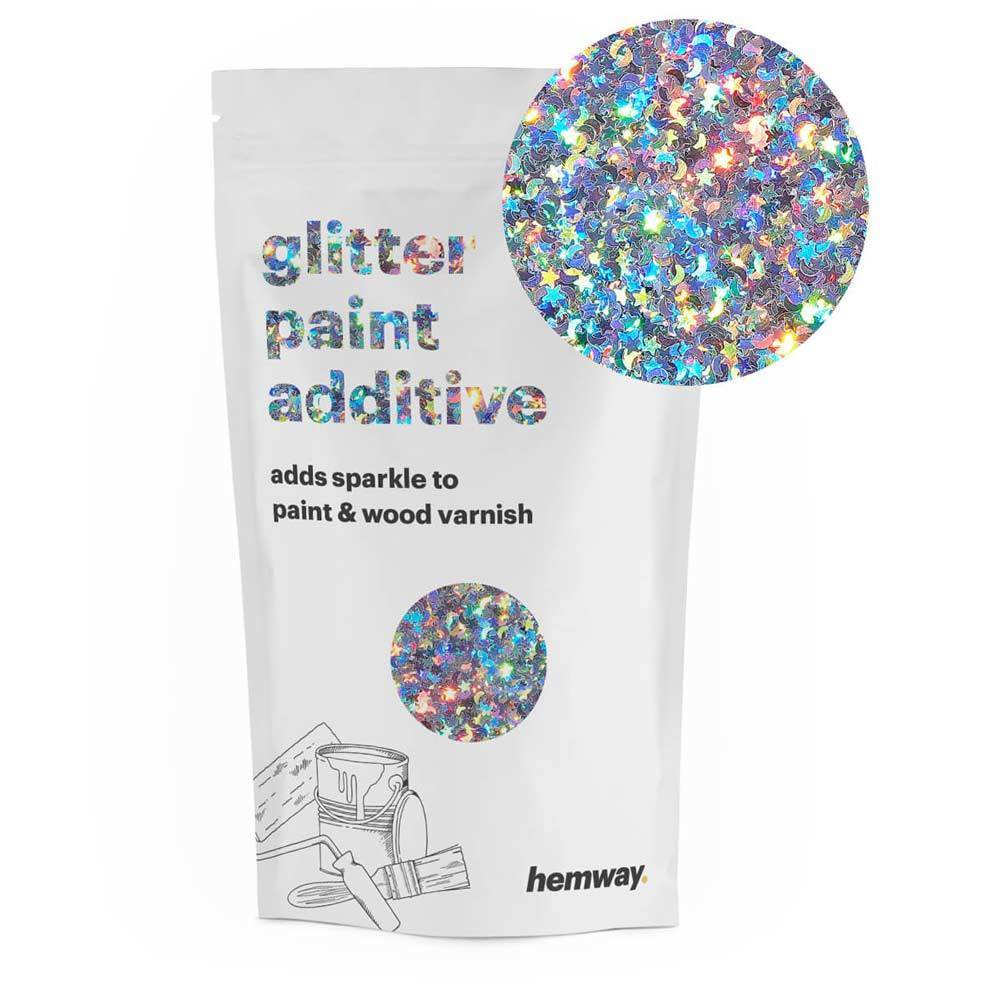 glitter
paint
additive
adds sparkle to
paint & wood varnish
hemway.